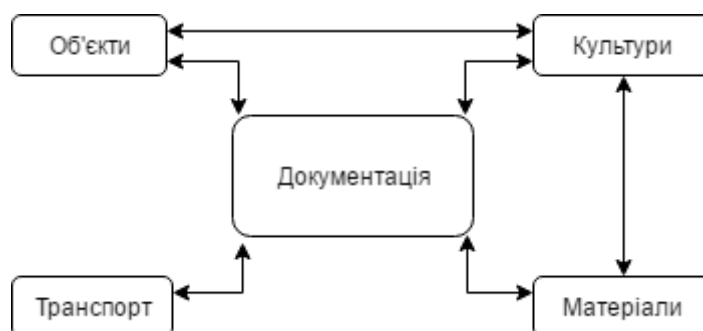 Об'єкти
Культури
Документація
Транспорт
Матеріали